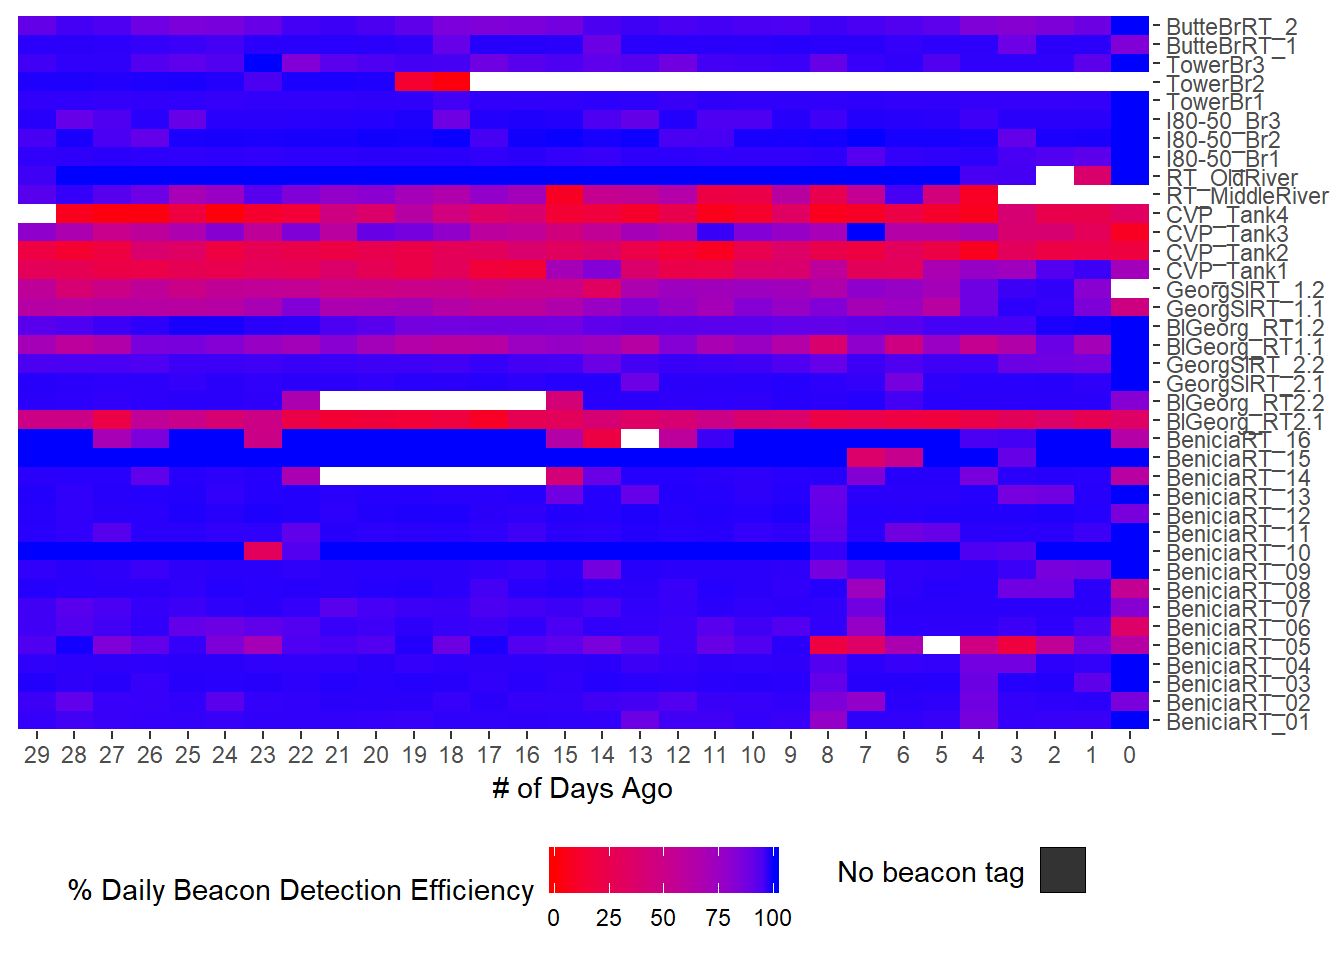 ButteBrRT_2
ButteBrRT_1
TowerBr3
TowerBr2
TowerBr1
I80-50_Br3
I80-50_Br2
I80-50_Br1
RT_OldRiver
RT_MiddleRiver
CVP_Tank4
CVP_Tank3
CVP_Tank2
CVP_Tank1
GeorgSlRT_1.2
GeorgSlRT_1.1
BlGeorg_RT1.2
BlGeorg_RT1.1
GeorgSlRT_2.2
GeorgSlRT_2.1
BlGeorg_RT2.2
BlGeorg_RT2.1
BeniciaRT_16
BeniciaRT_15
BeniciaRT_14
BeniciaRT_13
BeniciaRT_12
BeniciaRT_11
BeniciaRT_10
BeniciaRT_09
BeniciaRT_08
BeniciaRT_07
BeniciaRT_06
BeniciaRT_05
BeniciaRT_04
BeniciaRT_03
BeniciaRT_02
BeniciaRT_01
29 28 27 26 25 24 23 22 21 20 19 18 17 16 15 14 13 12 11 10 9 8 7 6 5 4 3 2 1 0
# of Days Ago
% Daily Beacon Detection Efficiency
0 25 50 75 100
No beacon tag